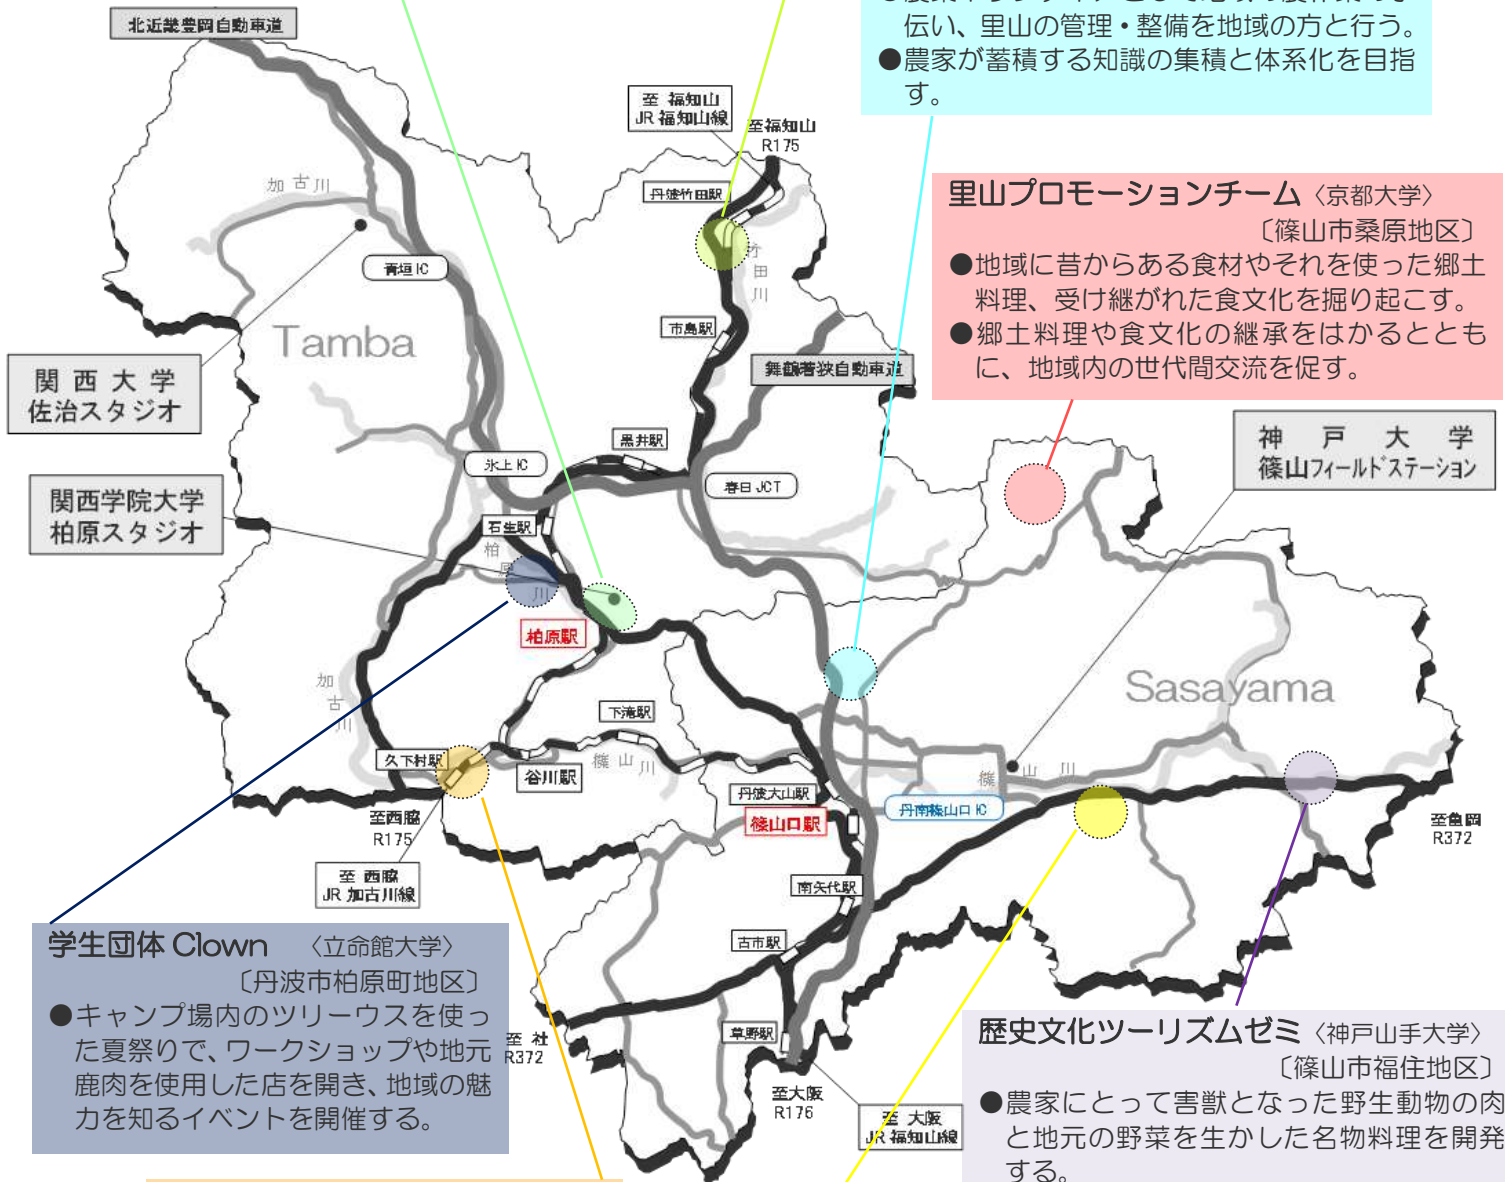 伝い、里山の管理・整備を地域の方と行う。
●農家が蓄積する知識の集積と体系化を目指
す。
北近畿豊岡自動車道
至 福知山
JR 福知山線
至福知山
R175
加古川
丹波竹田駅
里山プロモーションチーム〈京都大学〉
〔篠山市桑原地区〕
●地域に昔からある食材やそれを使った郷土
料理、受け継がれた食文化を掘り起こす。
●郷土料理や食文化の継承をはかるととも
に、地域内の世代間交流を促す。
青垣IC
竹田川
市島駅
Tamba
舞鶴若狭自動車道
関西大学
佐治スタジオ
黒井駅
氷上IC
春日JCT
神戸大学
篠山フィールドステーション
関西学院大学
柏原スタジオ
石生駅
柏原川
柏原駅
加古川
Sasayama
下滝駅
久下村駅
谷川駅
篠山川
篠山川
丹波大山駅
丹南篠山口IC
篠山口駅
至西脇
R175
至亀岡
R372
至 西脇
JR 加古川線
南矢代駅
古市駅
学生団体 Clown 〈立命館大学〉
〔丹波市柏原町地区〕
●キャンプ場内のツリーウスを使っ
た夏祭りで、ワークショップや地元
鹿肉を使用した店を開き、地域の魅
力を知るイベントを開催する。
至 社
R372
草野駅
至大阪
R176
至 大阪
JR 福知山線
歴史文化ツーリズムゼミ〈神戸山手大学〉
〔篠山市福住地区〕
●農家にとって害獣となった野生動物の肉
と地元の野菜を生かした名物料理を開発
する。